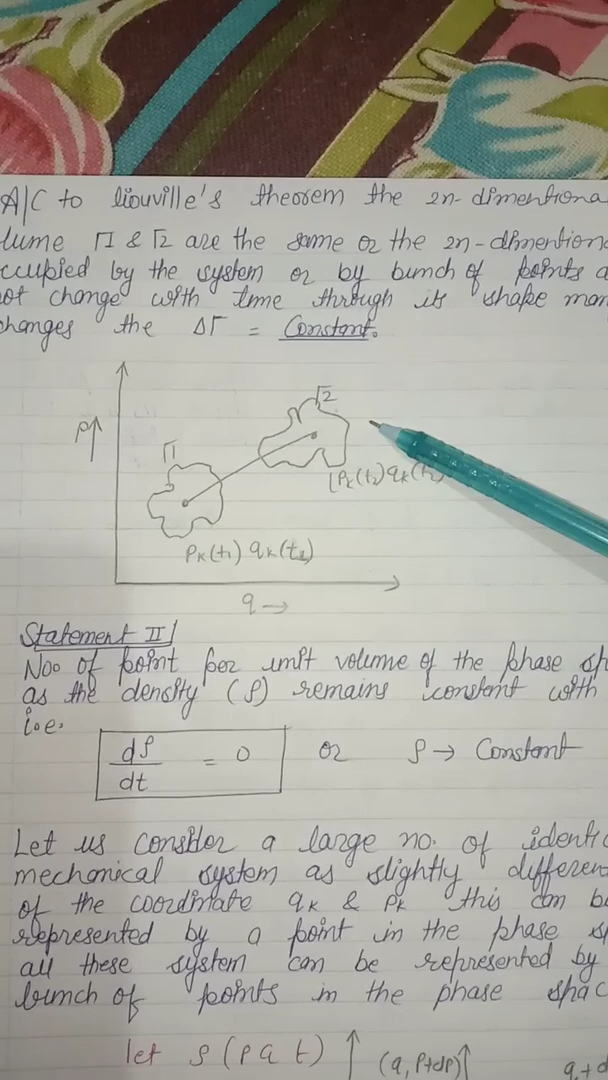 A/C to liouville's theorem the 2n-dimentiona
lume Γ1 & Γ2 are the same or the 2n-dimention
ccupied by the system or by bunch of points a
ot change with time through its shape man
changes the ΔΓ = Constant.
Γ2
P↑
Γ1
[Pk(t2) qk(t2)
Pk(t1) qk(t1)
q →
Statement II
Noo of point per unit volume of the phase sp
as the density (ρ) remains constant with
i.e.
dρ/dt = 0 or ρ → Constant
Let us consider a large no. of identic
mechanical system as slightly differen
of the coordinate qk & Pk this can b
represented by a point in the phase s
all these system can be represented by
bunch of points in the phase spac
let ρ (p q t) (q, p+dp) q+d